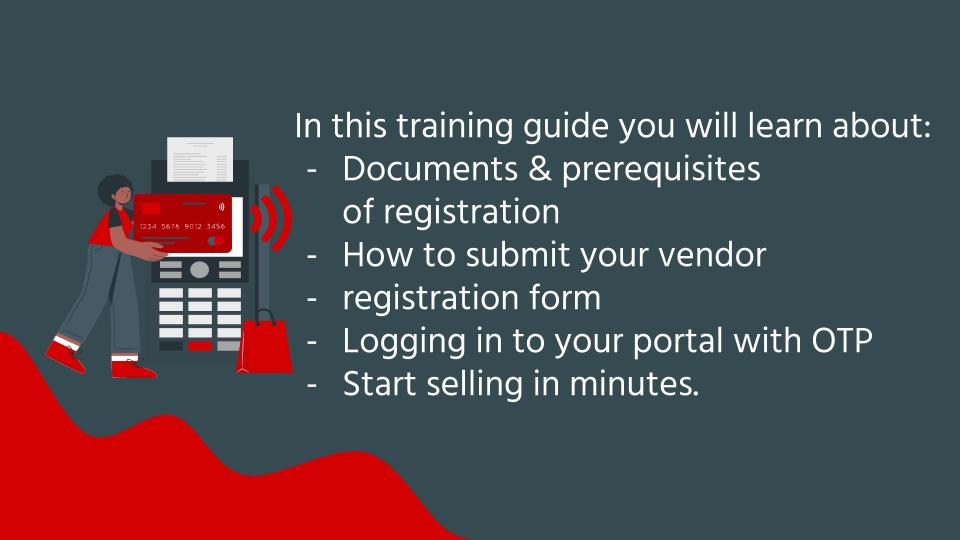 In this training guide you will learn about:
- Documents & prerequisites
of registration
- How to submit your vendor
- registration form
- Logging in to your portal with OTP
- Start selling in minutes.
1234 5678 9012 3456